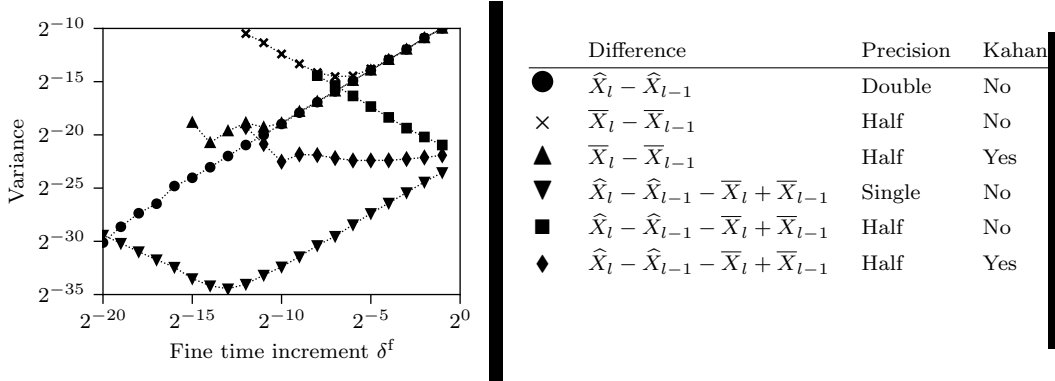 2^{-10}
2^{-15}
2^{-20}
2^{-25}
2^{-30}
2^{-35}
Variance
2^{-20} 2^{-15} 2^{-10} 2^{-5} 2^{0}
Fine time increment δ^f
Difference Precision Kahan
X̂_l − X̂_{l−1} Double No
X̅_l − X̅_{l−1} Half No
X̅_l − X̅_{l−1} Half Yes
X̂_l − X̂_{l−1} − X̅_l + X̅_{l−1} Single No
X̂_l − X̂_{l−1} − X̅_l + X̅_{l−1} Half No
X̂_l − X̂_{l−1} − X̅_l + X̅_{l−1} Half Yes